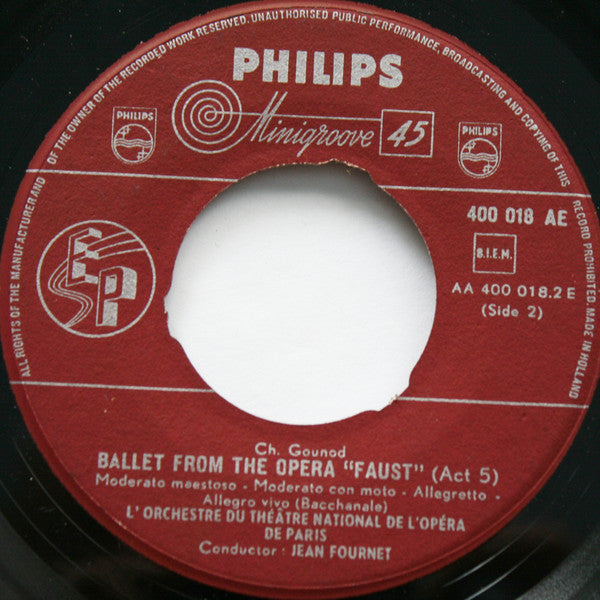 ALL RIGHTS OF THE MANUFACTURER AND OF THE OWNER OF THE RECORDED WORK RESERVED. UNAUTHORISED PUBLIC PERFORMANCE, BROADCASTING AND COPYING OF THIS RECORD PROHIBITED. MADE IN HOLLAND
PHILIPS
Minigroove 45
PHILIPS
PHILIPS
400 018 AE
B.I.E.M.
AA 400 018.2 E
(Side 2)
EP
Ch. Gounod
BALLET FROM THE OPERA "FAUST" (Act 5)
Moderato maestoso - Moderato con moto - Allegretto -
Allegro vivo (Bacchanale)
L' ORCHESTRE DU THÉÂTRE NATIONAL DE L'OPÉRA
DE PARIS
Conductor : JEAN FOURNET